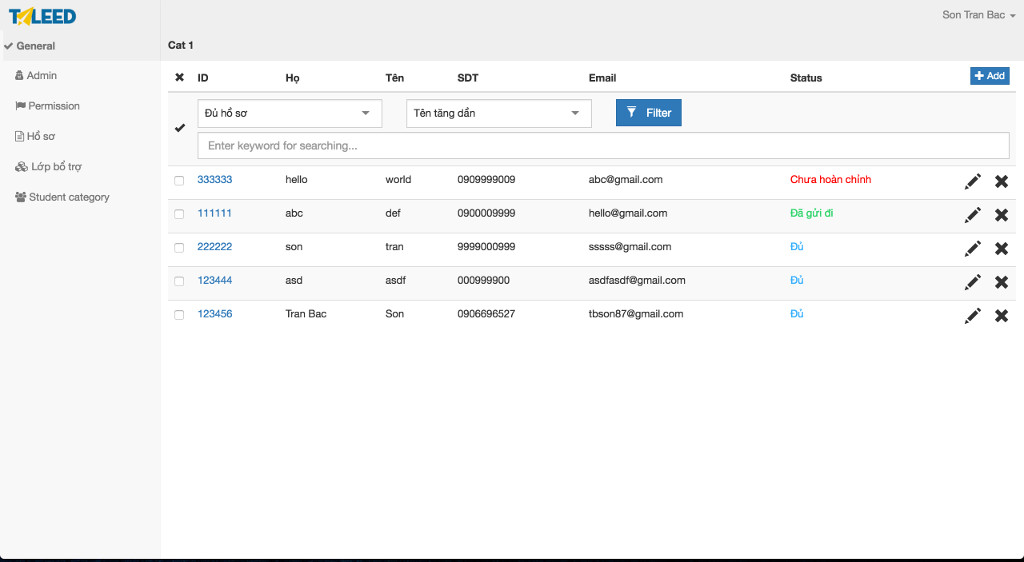 TALEED
Son Tran Bac
General
Cat 1
Admin
Permission
Hồ sơ
Lớp bổ trợ
Student category
ID Họ Tên SDT Email Status Add
Đủ hồ sơ Tên tăng dần Filter
Enter keyword for searching...
333333 hello world 0909999009 abc@gmail.com Chưa hoàn chỉnh
111111 abc def 0900009999 hello@gmail.com Đã gửi đi
222222 son tran 9999000999 sssss@gmail.com Đủ
123444 asd asdf 000999900 asdfasdf@gmail.com Đủ
123456 Tran Bac Son 0906696527 tbson87@gmail.com Đủ